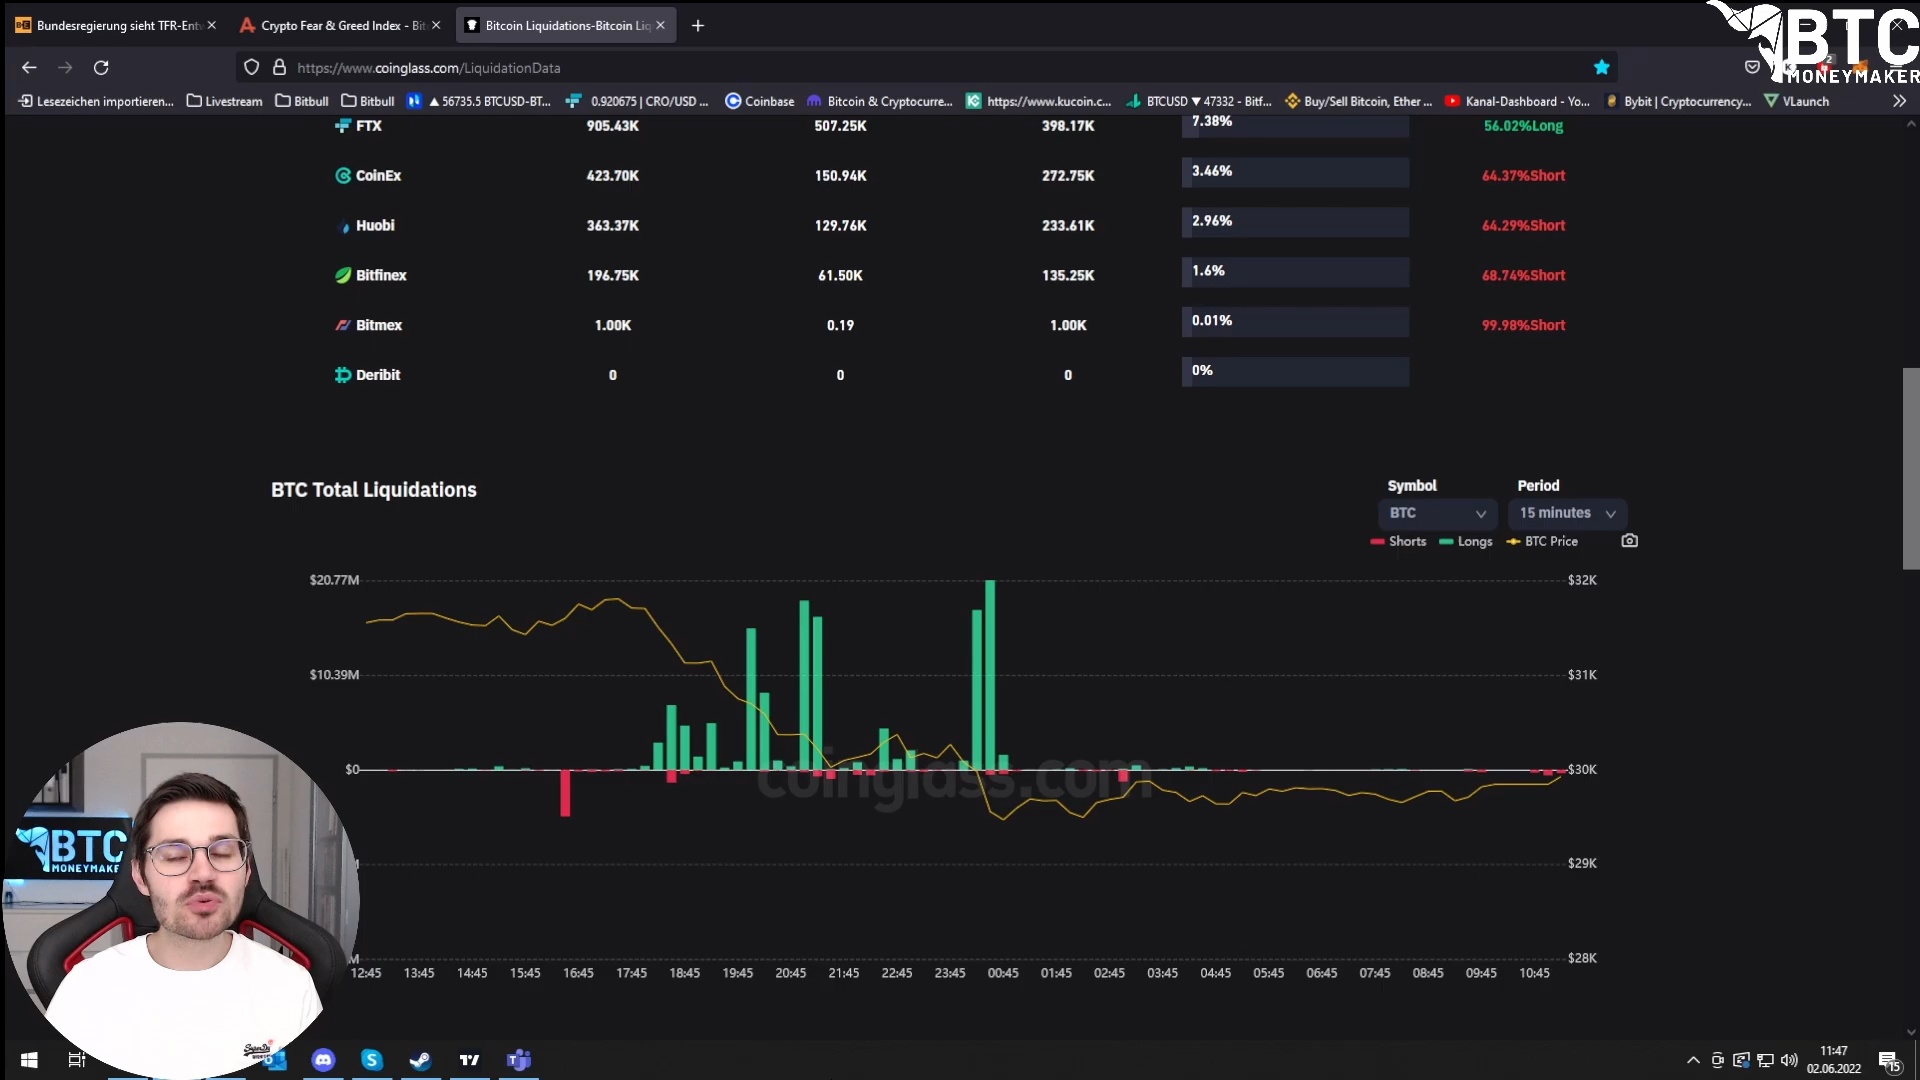 Bundesregierung sieht TFR-Entw
Crypto Fear & Greed Index - Bit
Bitcoin Liquidations-Bitcoin Liq
BTC
MONEYMAKER
https://www.coinglass.com/LiquidationData
Lesezeichen importieren...
Livestream
Bitbull
Bitbull
▲ 56735.5 BTCUSD-BT...
0.920675 | CRO/USD ...
Coinbase
Bitcoin & Cryptocurre...
https://www.kucoin.c...
BTCUSD ▼ 47332 - Bitf...
Buy/Sell Bitcoin, Ether ...
Kanal-Dashboard - Yo...
Bybit | Cryptocurrency...
VLaunch
FTX 905.43K 507.25K 398.17K 7.38% 56.02%Long
CoinEx 423.70K 150.94K 272.75K 3.46% 64.37%Short
Huobi 363.37K 129.76K 233.61K 2.96% 64.29%Short
Bitfinex 196.75K 61.50K 135.25K 1.6% 68.74%Short
Bitmex 1.00K 0.19 1.00K 0.01% 99.98%Short
Deribit 0 0 0 0%
BTC Total Liquidations
Symbol Period
BTC 15 minutes
Shorts Longs BTC Price
$20.77M $32K
$10.39M $31K
$0 $30K
coinglass.com
$29K
$28K
12:45 13:45 14:45 15:45 16:45 17:45 18:45 19:45 20:45 21:45 22:45 23:45 00:45 01:45 02:45 03:45 04:45 05:45 06:45 07:45 08:45 09:45 10:45
BTC
MONEYMAKE
11:47
02.06.2022
15